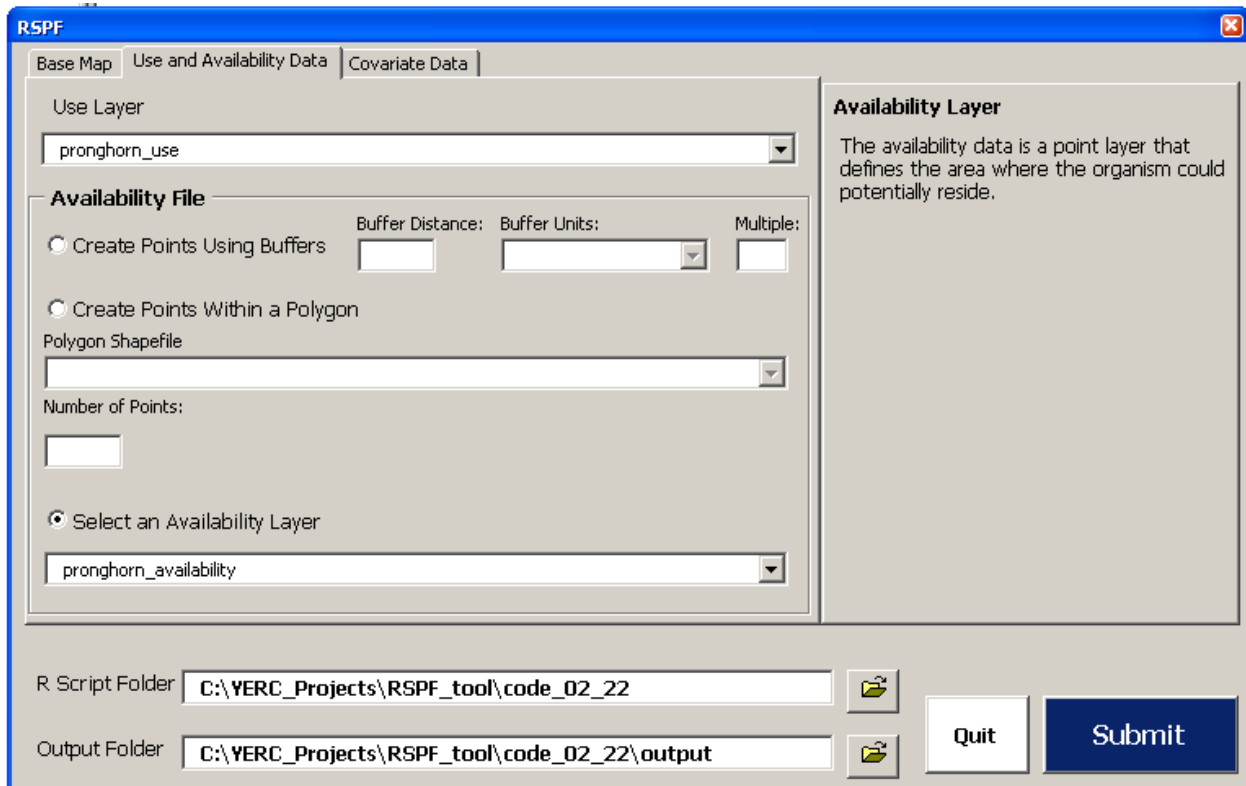 RSPF
Base Map
Use and Availability Data
Covariate Data
Use Layer
pronghorn_use
Availability File
Create Points Using Buffers
Buffer Distance:
Buffer Units:
Multiple:
Create Points Within a Polygon
Polygon Shapefile
Number of Points:
Select an Availability Layer
pronghorn_availability
Availability Layer
The availability data is a point layer that
defines the area where the organism could
potentially reside.
R Script Folder
C:\YERC_Projects\RSPF_tool\code_02_22
Output Folder
C:\YERC_Projects\RSPF_tool\code_02_22\output
Quit
Submit